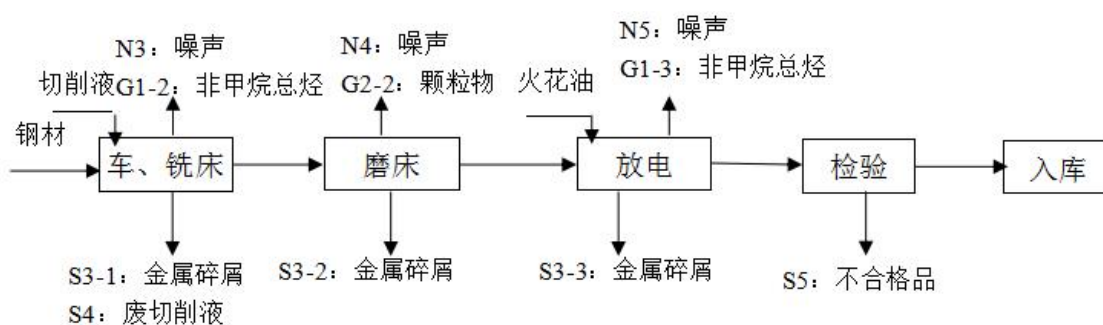 N3：噪声
切削液G1-2：非甲烷总烃
N4：噪声
G2-2：颗粒物
N5：噪声
火花油 G1-3：非甲烷总烃
钢材
车、铣床
磨床
放电
检验
入库
S3-1：金属碎屑
S4：废切削液
S3-2：金属碎屑
S3-3：金属碎屑
S5：不合格品